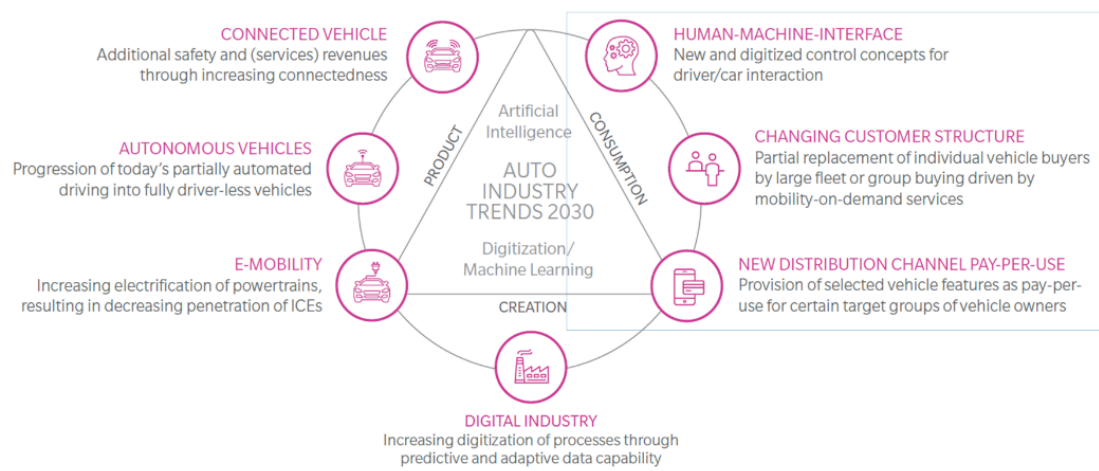 CONNECTED VEHICLE
Additional safety and (services) revenues
through increasing connectedness
HUMAN-MACHINE-INTERFACE
New and digitized control concepts for
driver/car interaction
AUTONOMOUS VEHICLES
Progression of today's partially automated
driving into fully driver-less vehicles
CHANGING CUSTOMER STRUCTURE
Partial replacement of individual vehicle buyers
by large fleet or group buying driven by
mobility-on-demand services
E-MOBILITY
Increasing electrification of powertrains,
resulting in decreasing penetration of ICEs
NEW DISTRIBUTION CHANNEL PAY-PER-USE
Provision of selected vehicle features as pay-per-
use for certain target groups of vehicle owners
PRODUCT
CONSUMPTION
Artificial
Intelligence
AUTO
INDUSTRY
TRENDS 2030
Digitization/
Machine Learning
CREATION
DIGITAL INDUSTRY
Increasing digitization of processes through
predictive and adaptive data capability